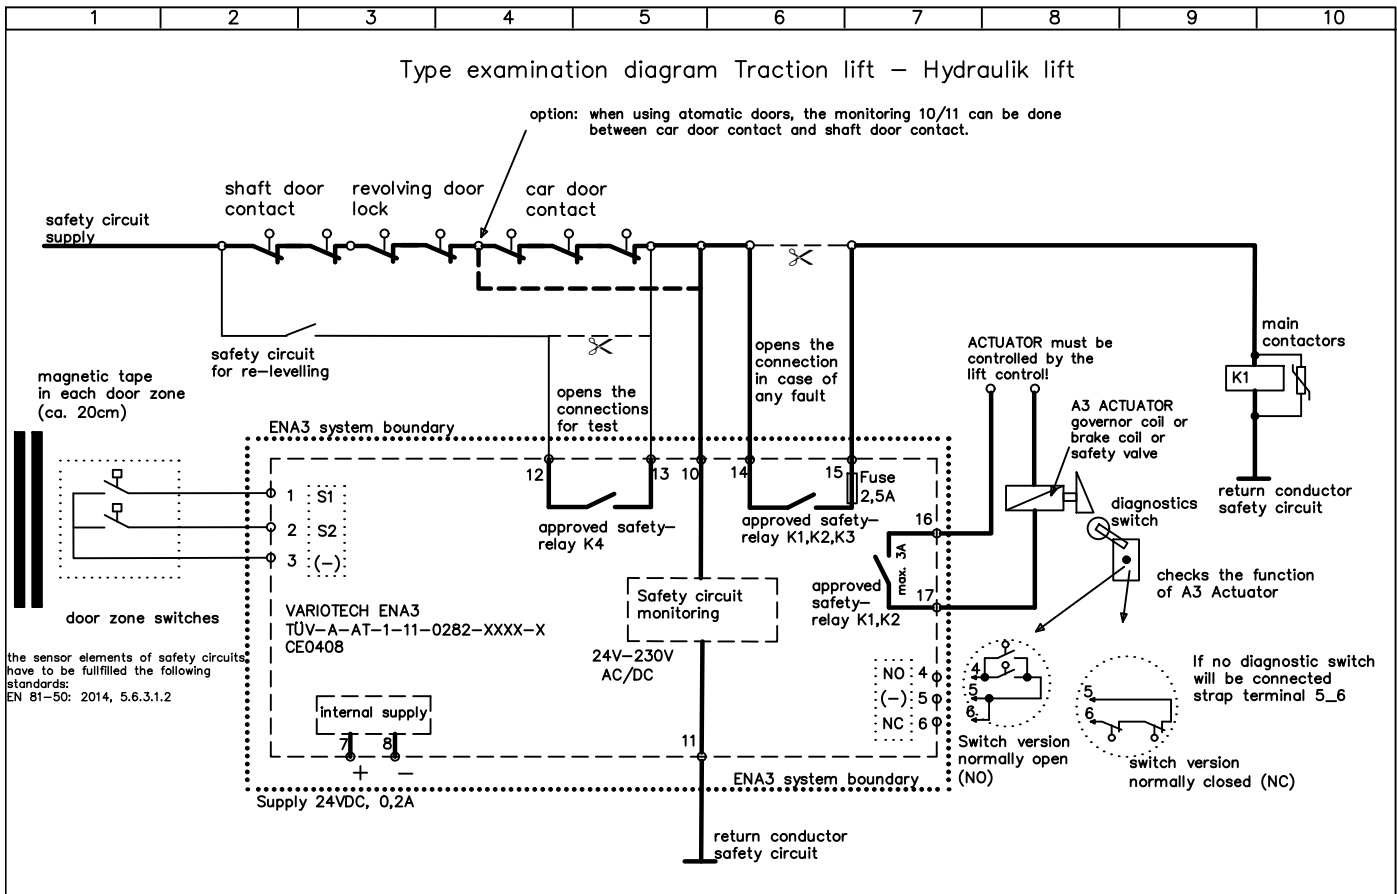 1 2 3 4 5 6 7 8 9 10
Type examination diagram Traction lift – Hydraulik lift
option: when using atomatic doors, the monitoring 10/11 can be done
between car door contact and shaft door contact.
shaft door
contact
revolving door
lock
car door
contact
safety circuit
supply
safety circuit
for re-levelling
opens the
connections
for test
opens the
connection
in case of
any fault
ACTUATOR must be
controlled by the
lift control!
main
contactors
K1
return conductor
safety circuit
magnetic tape
in each door zone
(ca. 20cm)
door zone switches
the sensor elements of safety circuits
have to be fullfilled the following
standards:
EN 81-50: 2014, 5.6.3.1.2
ENA3 system boundary
12
13
10
14
15
Fuse
2,5A
1 S1
2 S2
3 (-)
approved safety-
relay K4
approved safety-
relay K1,K2,K3
16
max. 3A
17
approved
safety-
relay K1,K2
A3 ACTUATOR
governor coil or
brake coil or
safety valve
diagnostics
switch
checks the function
of A3 Actuator
VARIOTECH ENA3
TÜV-A-AT-1-11-0282-XXXX-X
CE0408
Safety circuit
monitoring
24V-230V
AC/DC
internal supply
7
8
+ -
Supply 24VDC, 0,2A
11
NO 4
(-) 5
NC 6
ENA3 system boundary
4
5
6
Switch version
normally open
(NO)
5
6
switch version
normally closed (NC)
If no diagnostic switch
will be connected
strap terminal 5_6
return conductor
safety circuit